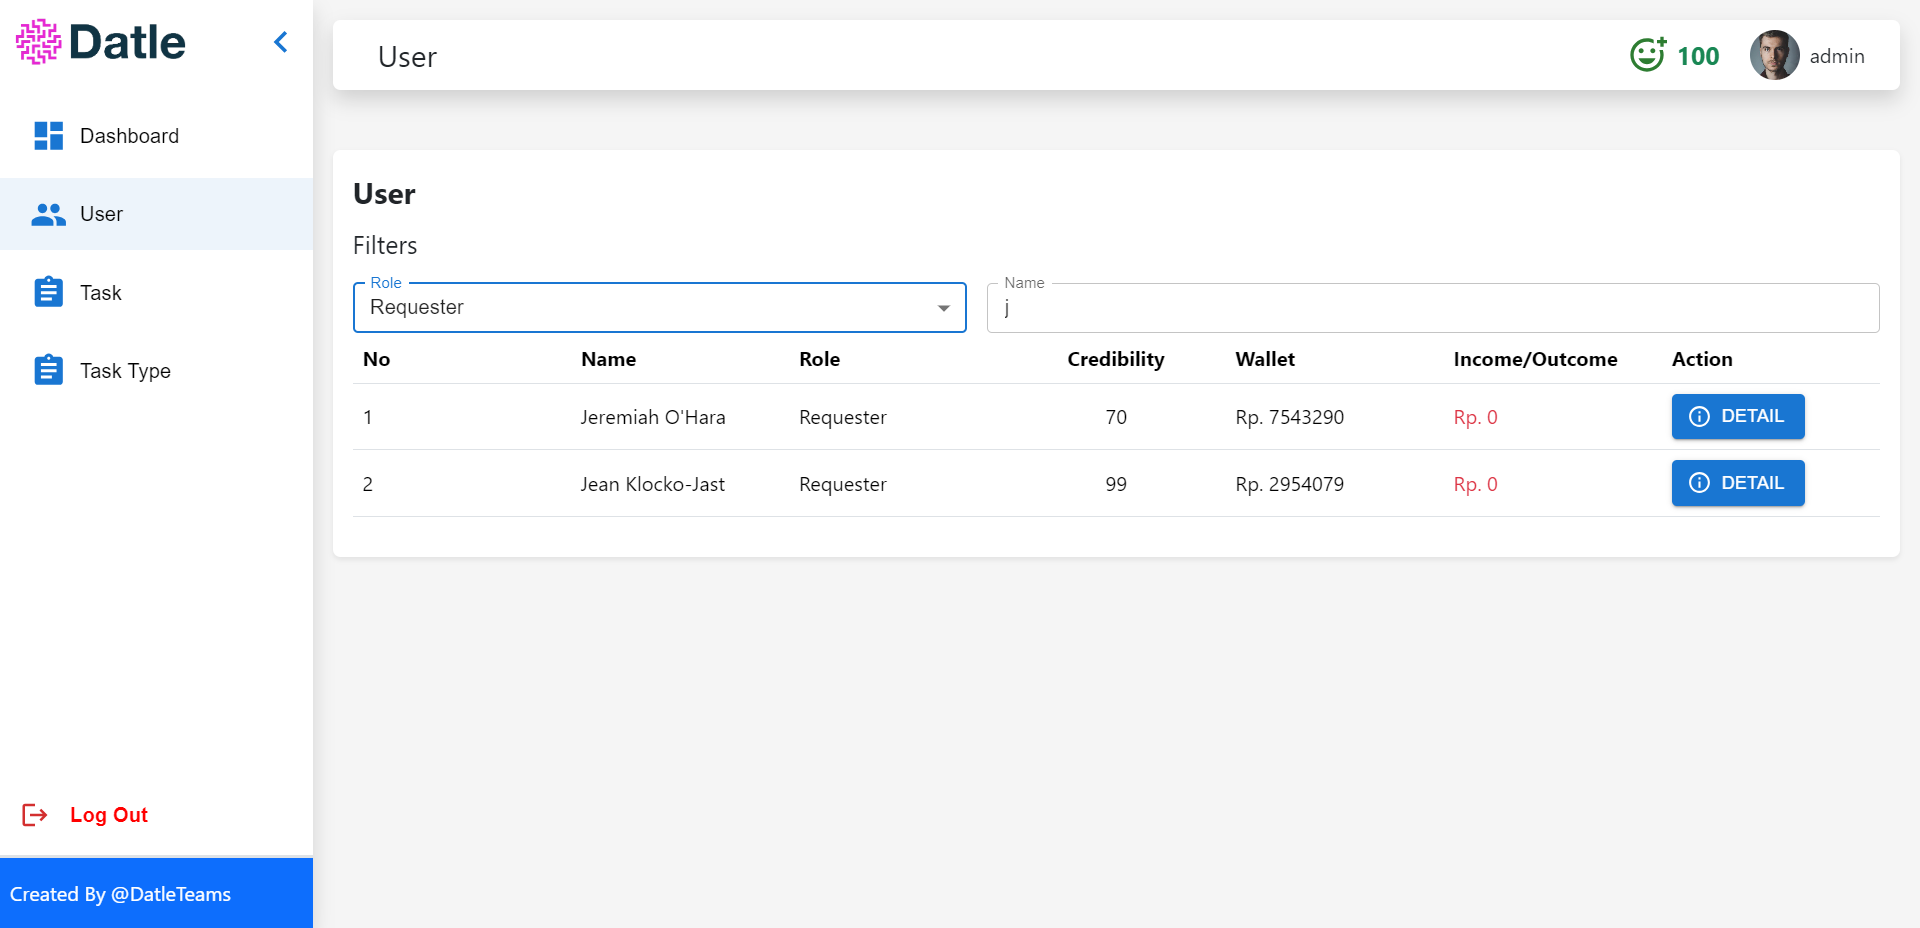 Datle
User
100
admin
Dashboard
User
Task
Task Type
Log Out
Created By @DatleTeams
User
Filters
Role
Requester
Name
j
No Name Role Credibility Wallet Income/Outcome Action
1 Jeremiah O'Hara Requester 70 Rp. 7543290 Rp. 0 DETAIL
2 Jean Klocko-Jast Requester 99 Rp. 2954079 Rp. 0 DETAIL